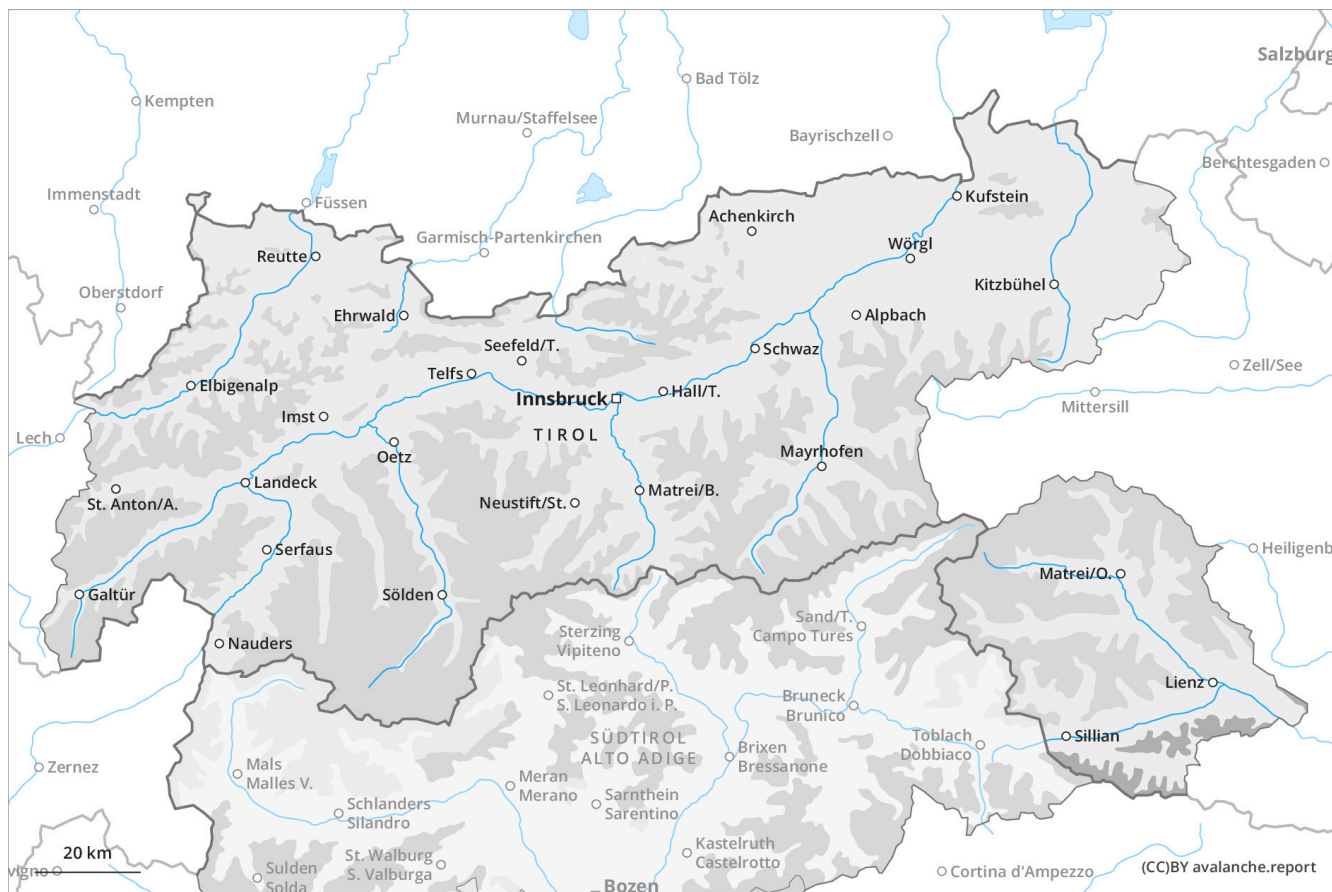 Salzburg
Bad Tölz
Kempten
Murnau/Staffelsee
Bayrischzell
Berchtesgaden
Immenstadt
Füssen
Kufstein
Achenkirch
Garmisch-Partenkirchen
Wörgl
Reutte
Kitzbühel
Oberstdorf
Ehrwald
Alpbach
Seefeld/T.
Schwaz
Zell/See
Telfs
Elbigenalp
Hall/T.
Innsbruck
Mittersill
Imst
Lech
TIROL
Oetz
Mayrhofen
Landeck
Matrei/B.
St. Anton/A.
Neustift/St.
Serfaus
Heiligenb
Matrei/O.
Galtür
Sölden
Sand/T.
Campo Tures
Sterzing
Vipiteno
Nauders
Lienz
St. Leonhard/P.
S. Leonardo i. P.
Bruneck
Brunico
SÜDTIROL
ALTO ADIGE
Toblach
Dobbiaco
Sillian
Brixen
Bressanone
Zernez
Mals
Malles V.
Meran
Merano
Sarnthein
Sarentino
Schlanders
Silandro
Kastelruth
Castelrotto
20 km
St. Walburg
S. Valburga
vigno
Sulden
Solda
Cortina d'Ampezzo
(CC)BY avalanche.report
Bozen